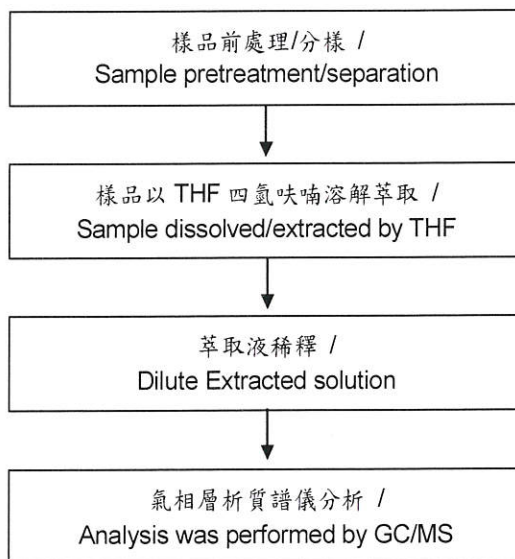 樣品前處理/分樣 /
Sample pretreatment/separation
樣品以 THF 四氫呋喃溶解萃取 /
Sample dissolved/extracted by THF
萃取液稀釋 /
Dilute Extracted solution
氣相層析質譜儀分析 /
Analysis was performed by GC/MS